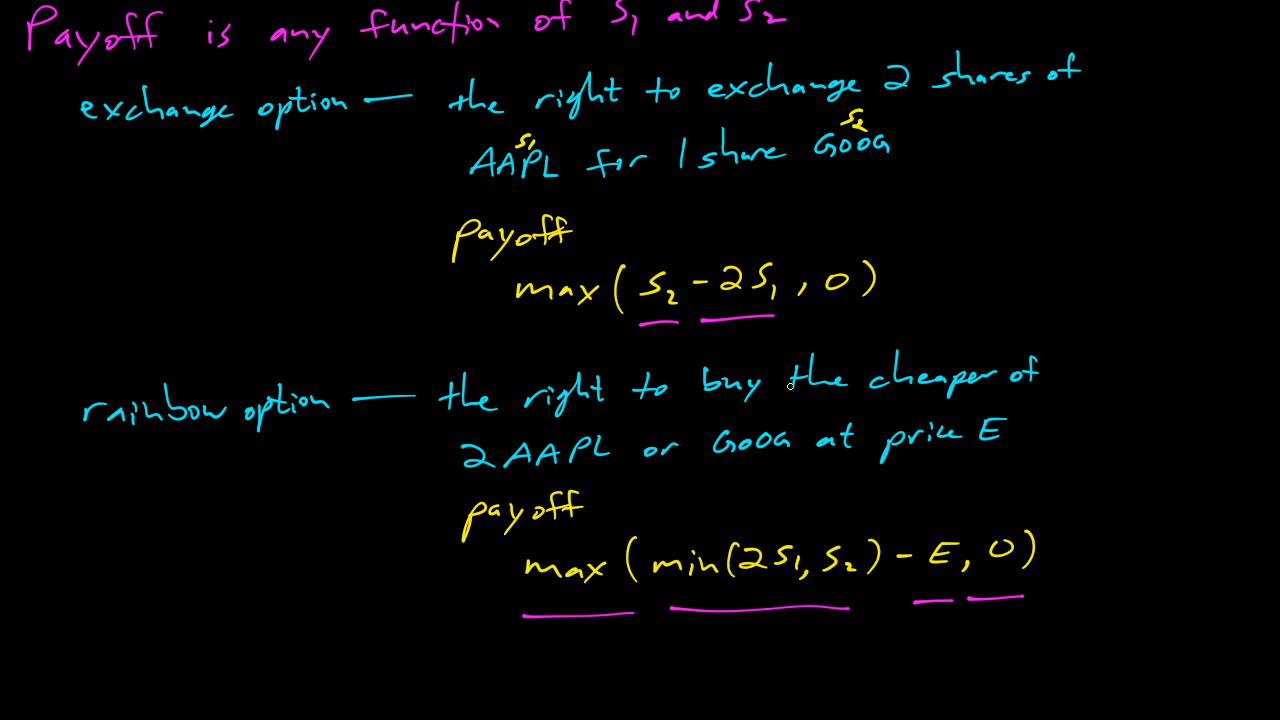 Payoff is any function of S₁ and S₂
exchange option — the right to exchange 2 shares of
S₁ S₂
AAPL for 1 share GOOG
payoff
max(S₂ - 2S₁, 0)
rainbow option — the right to buy the cheaper of
2 AAPL or GOOG at price E
payoff
max(min(2S₁, S₂) - E, 0)